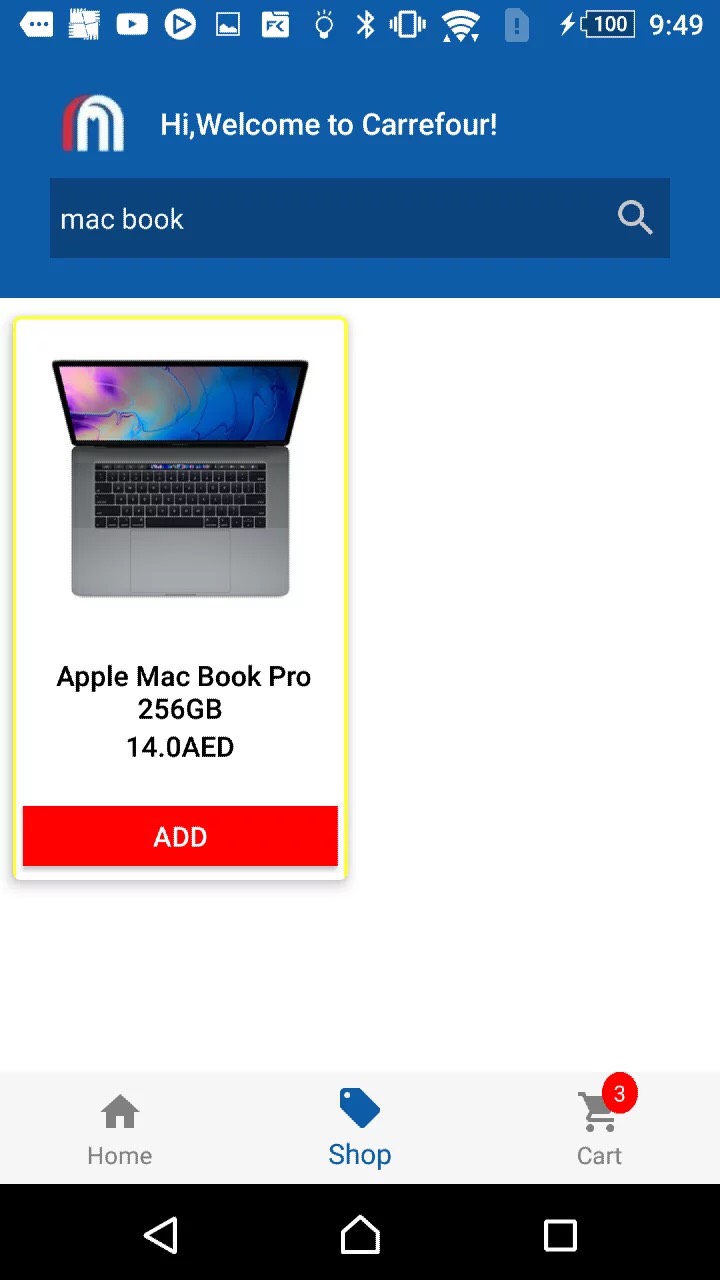 100 9:49
Hi,Welcome to Carrefour!
mac book
Apple Mac Book Pro
256GB
14.0AED
ADD
3
Home
Shop
Cart